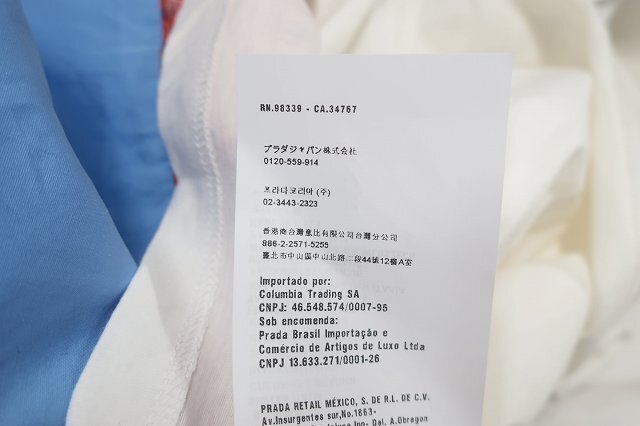 RN.98339 - CA.34767
プラダジャパン株式会社
0120-559-914
프라다코리아 (주)
02-3443-2323
香港商台灣意比有限公司台灣分公司
886-2-2571-5255
臺北市中山區中山北路二段44號12樓A室
Importado por:
Columbia Trading SA
CNPJ: 46.548.574/0007-95
Sob encomenda:
Prada Brasil Importação e
Comércio de Artigos de Luxo Ltda
CNPJ 13.633.271/0001-26
PRADA RETAIL MÉXICO, S. DE R.L. DE C.V.
Av.Insurgentes sur,No.1863-
Inn- Del. A.Obregon